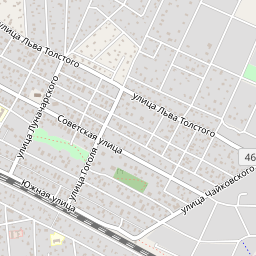 улица Льва Толстого
улица Льва Толстого
улица Луначарского
Советская улица
46
улица Гоголя
Южная улица
улица Чайковского